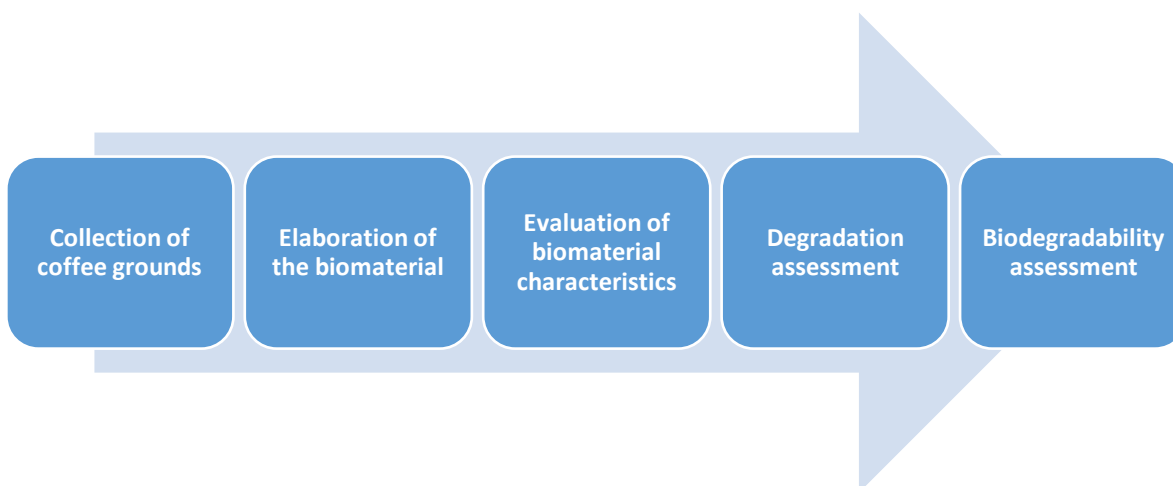 Collection of
coffee grounds
Elaboration of
the biomaterial
Evaluation of
biomaterial
characteristics
Degradation
assessment
Biodegradability
assessment